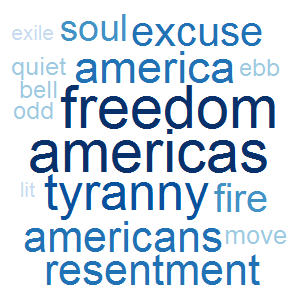 exile soul excuse
quiet america ebb
bell
odd freedom
americas
lit tyranny fire
americans move
resentment